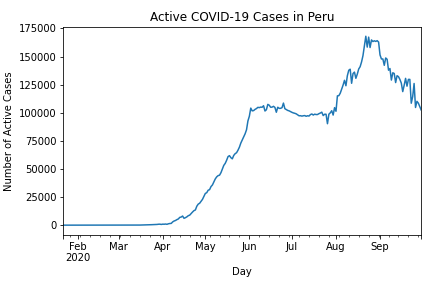 Active COVID-19 Cases in Peru
175000
150000
125000
100000
75000
50000
25000
0
Number of Active Cases
Feb Mar Apr May Jun Jul Aug Sep
2020
Day